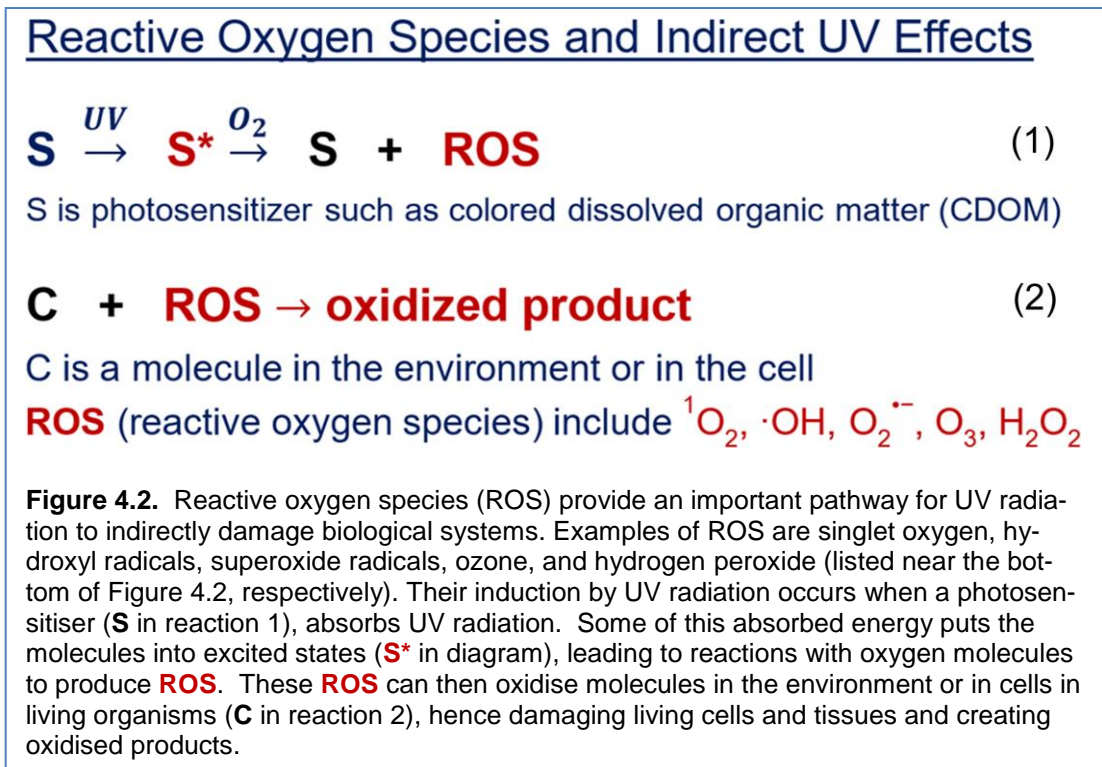 Reactive Oxygen Species and Indirect UV Effects
S UV → S* O₂ → S + ROS (1)
S is photosensitizer such as colored dissolved organic matter (CDOM)
C + ROS → oxidized product (2)
C is a molecule in the environment or in the cell
ROS (reactive oxygen species) include ¹O₂, ·OH, O₂•⁻, O₃, H₂O₂
Figure 4.2. Reactive oxygen species (ROS) provide an important pathway for UV radia-
tion to indirectly damage biological systems. Examples of ROS are singlet oxygen, hy-
droxyl radicals, superoxide radicals, ozone, and hydrogen peroxide (listed near the bot-
tom of Figure 4.2, respectively). Their induction by UV radiation occurs when a photosen-
sitiser (S in reaction 1), absorbs UV radiation. Some of this absorbed energy puts the
molecules into excited states (S* in diagram), leading to reactions with oxygen molecules
to produce ROS. These ROS can then oxidise molecules in the environment or in cells in
living organisms (C in reaction 2), hence damaging living cells and tissues and creating
oxidised products.